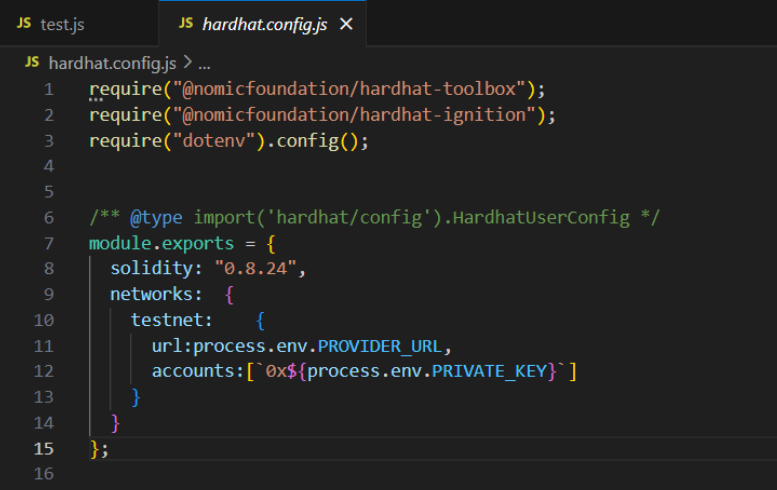 JS test.js JS hardhat.config.js ×
JS hardhat.config.js > ...
1 require("@nomicfoundation/hardhat-toolbox");
2 require("@nomicfoundation/hardhat-ignition");
3 require("dotenv").config();
4
5
6 /** @type import('hardhat/config').HardhatUserConfig */
7 module.exports = {
8   solidity: "0.8.24",
9   networks:  {
10     testnet:    {
11       url:process.env.PROVIDER_URL,
12       accounts:[`0x${process.env.PRIVATE_KEY}`]
13     }
14   }
15 };
16